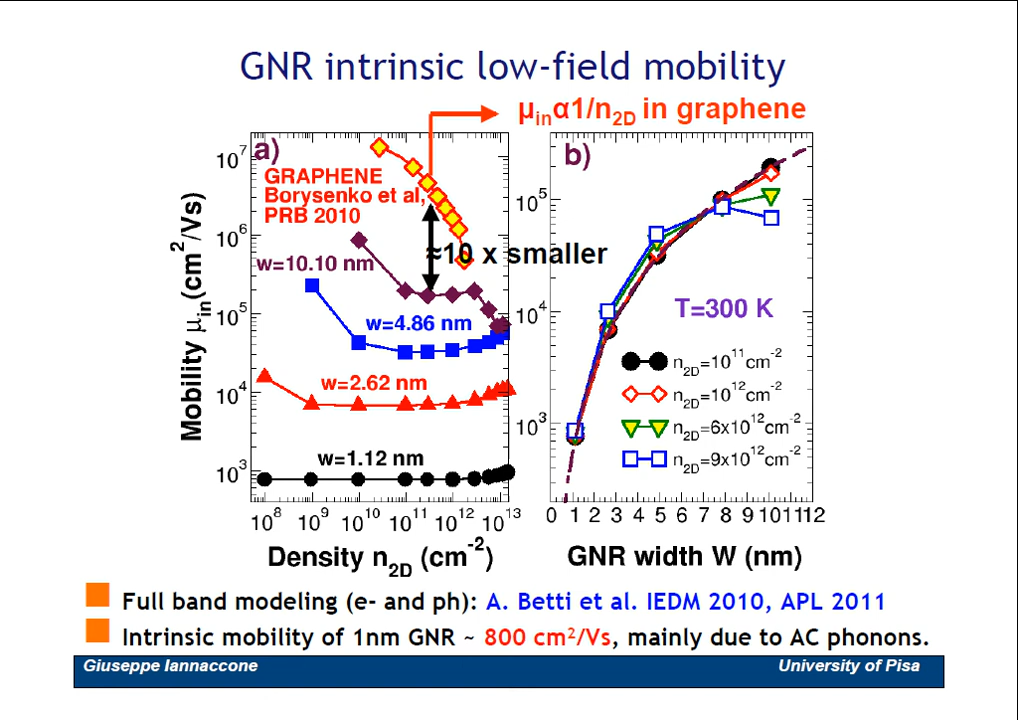 GNR intrinsic low-field mobility
μinα1/n2D in graphene
a)
GRAPHENE
Borysenko et al,
PRB 2010
≈10 x smaller
w=10.10 nm
w=4.86 nm
w=2.62 nm
w=1.12 nm
10^7
10^6
10^5
10^4
10^3
Mobility μin(cm²/Vs)
10^8 10^9 10^10 10^11 10^12 10^13
Density n2D (cm^-2)
b)
T=300 K
n2D=10^11cm^-2
n2D=10^12cm^-2
n2D=6x10^12cm^-2
n2D=9x10^12cm^-2
10^5
10^4
10^3
0 1 2 3 4 5 6 7 8 9 10 11 12
GNR width W (nm)
Full band modeling (e- and ph): A. Betti et al. IEDM 2010, APL 2011
Intrinsic mobility of 1nm GNR ~ 800 cm²/Vs, mainly due to AC phonons.
Giuseppe Iannaccone University of Pisa